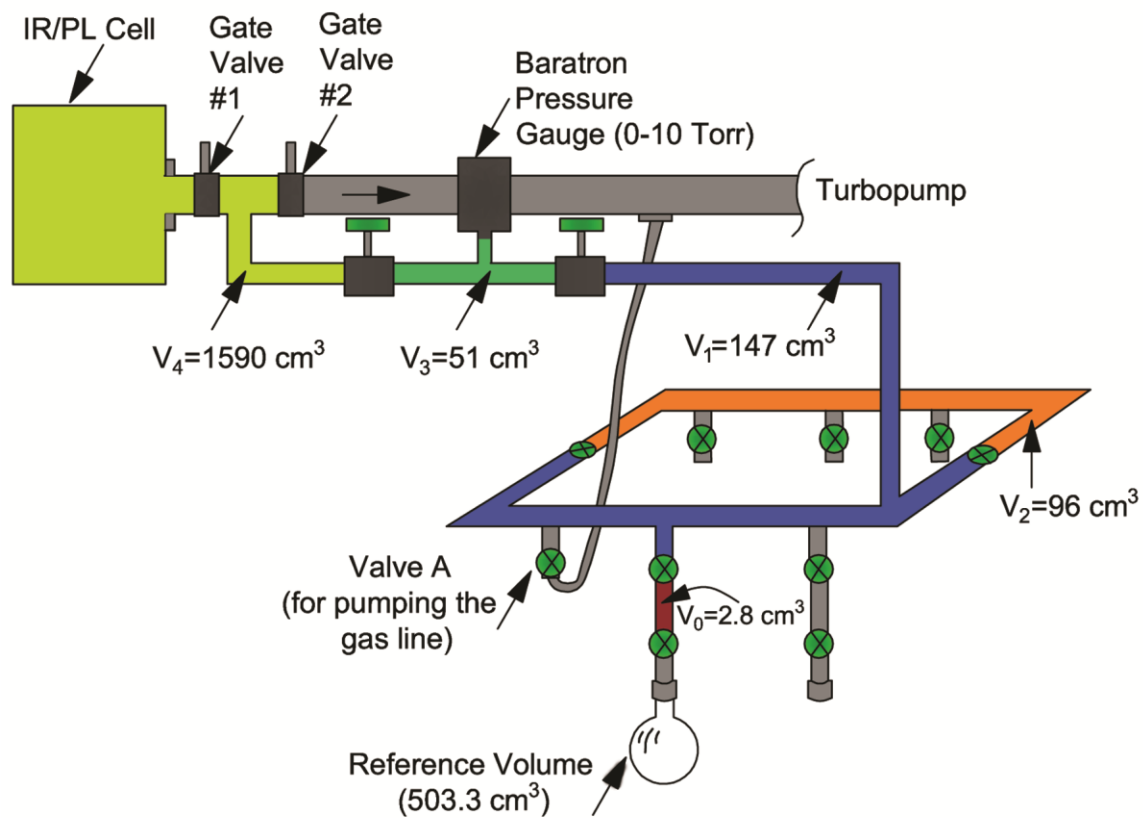 IR/PL Cell
Gate
Valve
#1
Gate
Valve
#2
Baratron
Pressure
Gauge (0-10 Torr)
Turbopump
V₄=1590 cm³
V₃=51 cm³
V₁=147 cm³
V₂=96 cm³
Valve A
(for pumping the
gas line)
V₀=2.8 cm³
Reference Volume
(503.3 cm³)